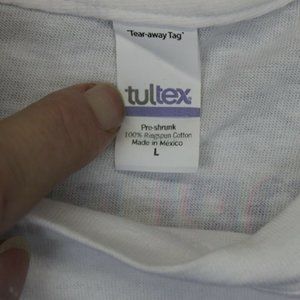 "Tear-away Tag"
tultex
Pre-shrunk
100% Ringspun Cotton
Made in Mexico
L